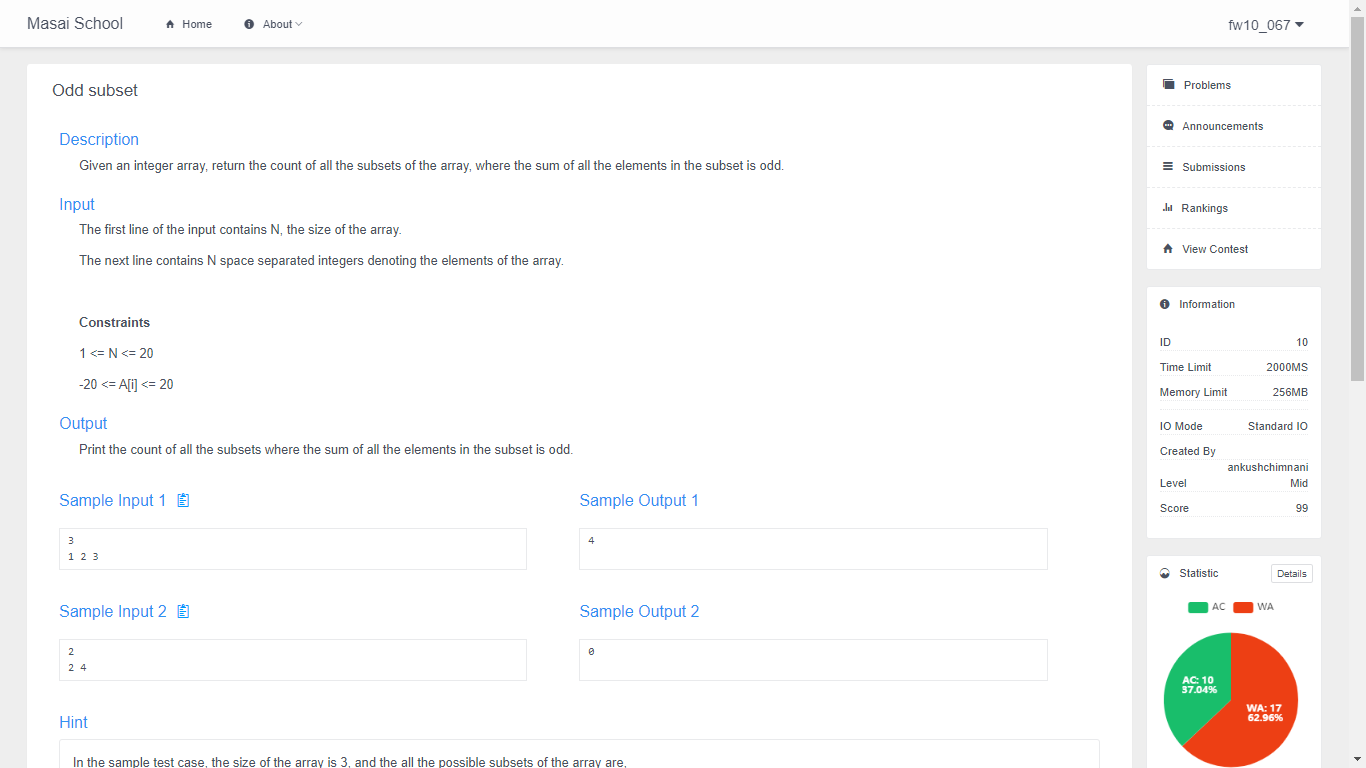 Masai School
Home
About
fw10_067
Odd subset
Description
Given an integer array, return the count of all the subsets of the array, where the sum of all the elements in the subset is odd.
Input
The first line of the input contains N, the size of the array.
The next line contains N space separated integers denoting the elements of the array.
Constraints
1 <= N <= 20
-20 <= A[i] <= 20
Output
Print the count of all the subsets where the sum of all the elements in the subset is odd.
Sample Input 1
Sample Output 1
3
1 2 3
4
Sample Input 2
Sample Output 2
2
2 4
0
Hint
In the sample test case, the size of the array is 3, and the all the possible subsets of the array are,
Problems
Announcements
Submissions
Rankings
View Contest
Information
ID 10
Time Limit 2000MS
Memory Limit 256MB
IO Mode Standard IO
Created By
ankushchimnani
Level Mid
Score 99
Statistic Details
AC WA
AC: 10
37.04%
WA: 17
62.96%